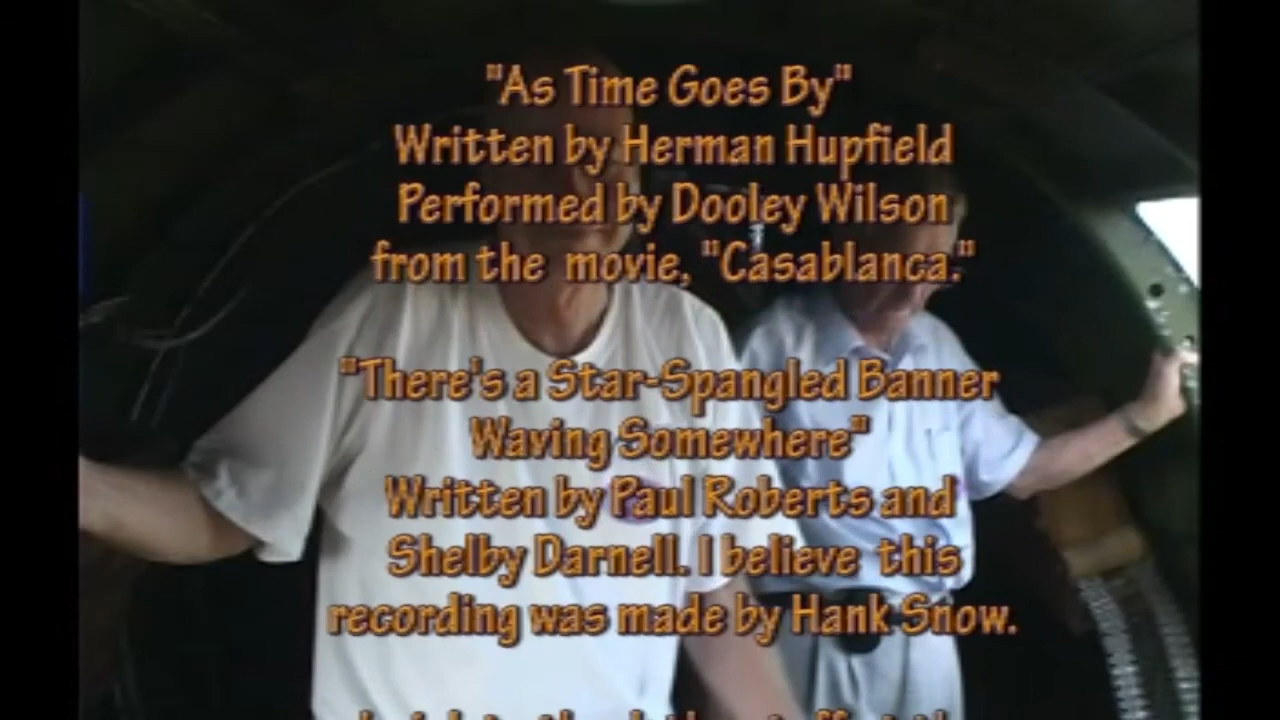 "As Time Goes By"
Written by Herman Hupfield
Performed by Dooley Wilson
from the movie, "Casablanca."
"There's a Star-Spangled Banner
Waving Somewhere"
Written by Paul Roberts and
Shelby Darnell. I believe this
recording was made by Hank Snow.